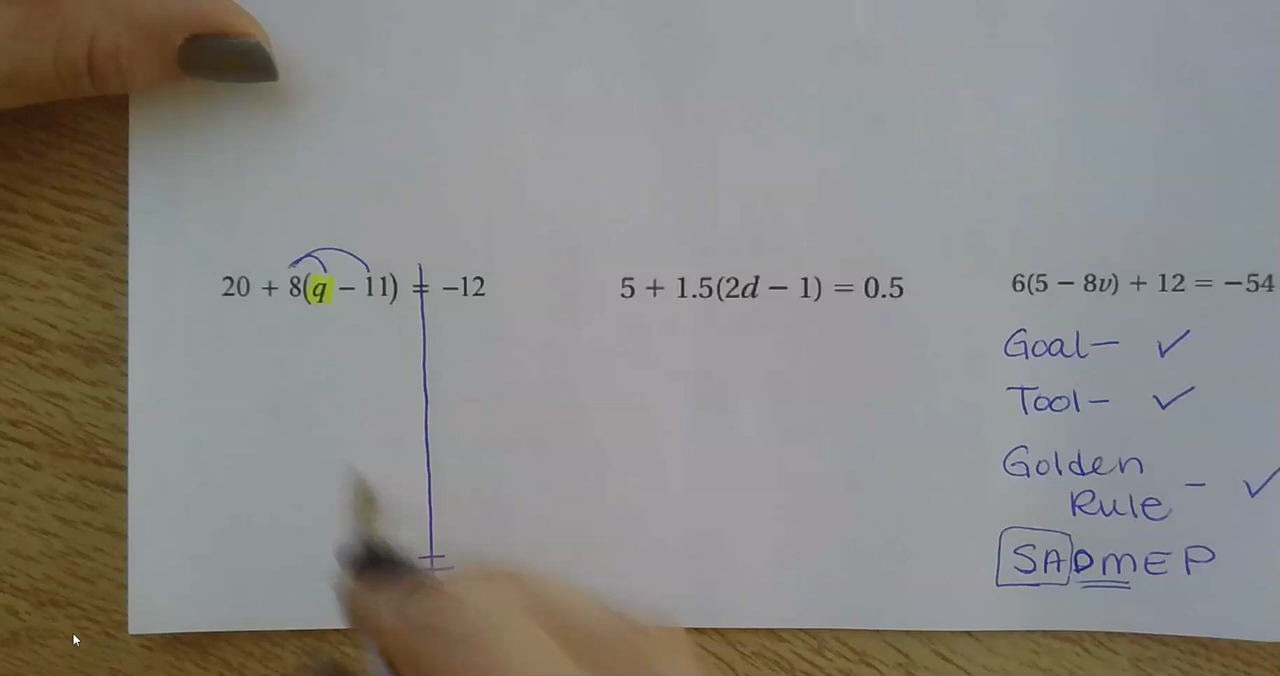 20 + 8(q − 11) = −12
5 + 1.5(2d − 1) = 0.5
6(5 − 8v) + 12 = −54
Goal – ✓
Tool – ✓
Golden
Rule – ✓
SADMEP